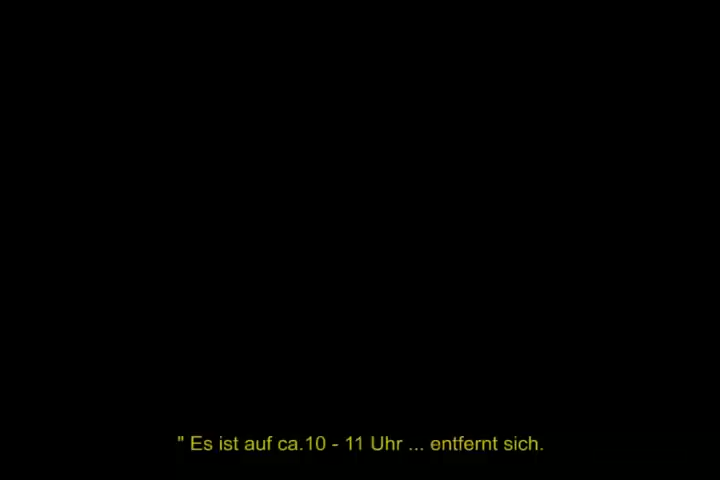 " Es ist auf ca.10 - 11 Uhr ... entfernt sich.